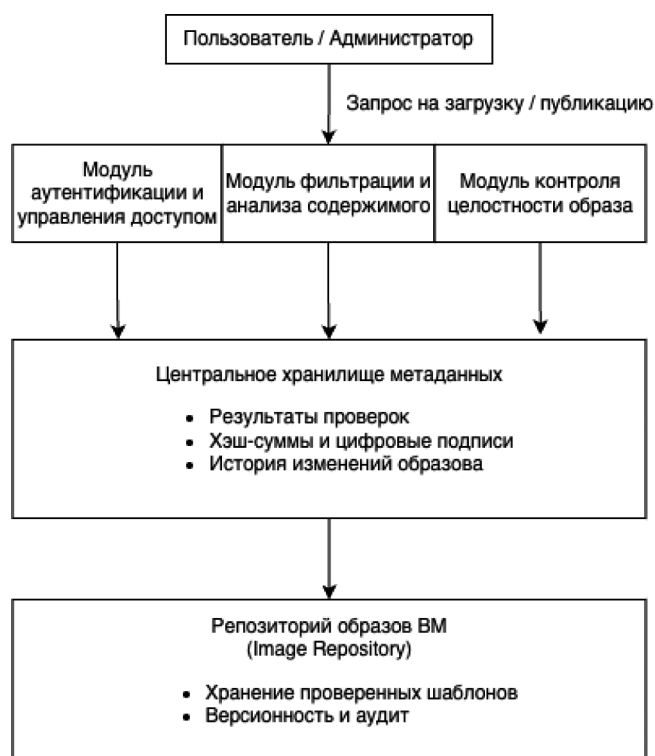 Пользователь / Администратор
Запрос на загрузку / публикацию
Модуль
аутентификации и
управления доступом
Модуль фильтрации и
анализа содержимого
Модуль контроля
целостности образа
Центральное хранилище метаданных
• Результаты проверок
• Хэш-суммы и цифровые подписи
• История изменений образова
Репозиторий образов ВМ
(Image Repository)
• Хранение проверенных шаблонов
• Версионность и аудит